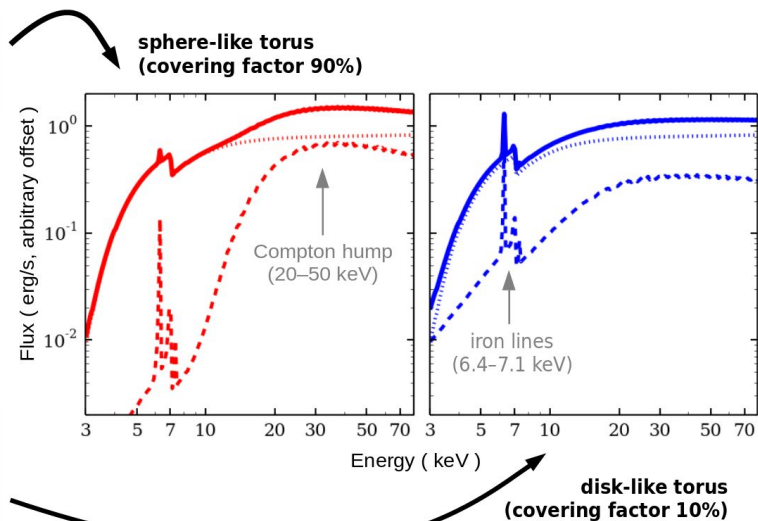 sphere-like torus
(covering factor 90%)
Flux ( erg/s, arbitrary offset )
10⁰
10⁻¹
10⁻²
Compton hump
(20–50 keV)
iron lines
(6.4–7.1 keV)
3 5 7 10 20 30 50 70
3 5 7 10 20 30 50 70
Energy ( keV )
disk-like torus
(covering factor 10%)